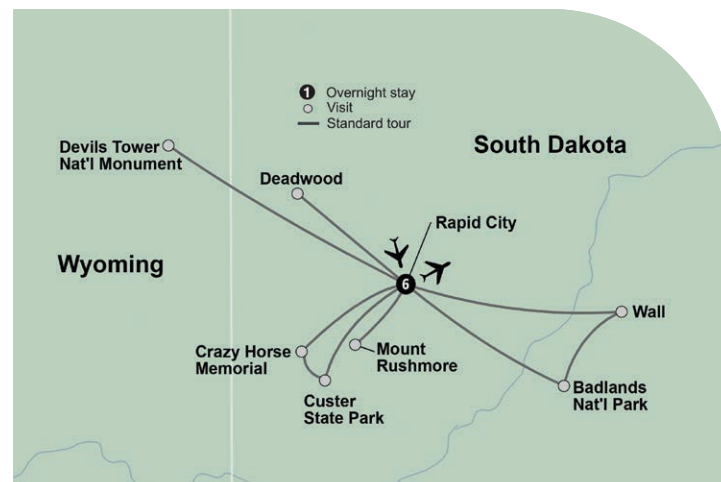 1 Overnight stay
Visit
Standard tour
South Dakota
Devils Tower
Nat'l Monument
Deadwood
Rapid City
Wyoming
6
Wall
Crazy Horse
Memorial
Mount
Rushmore
Custer
State Park
Badlands
Nat'l Park